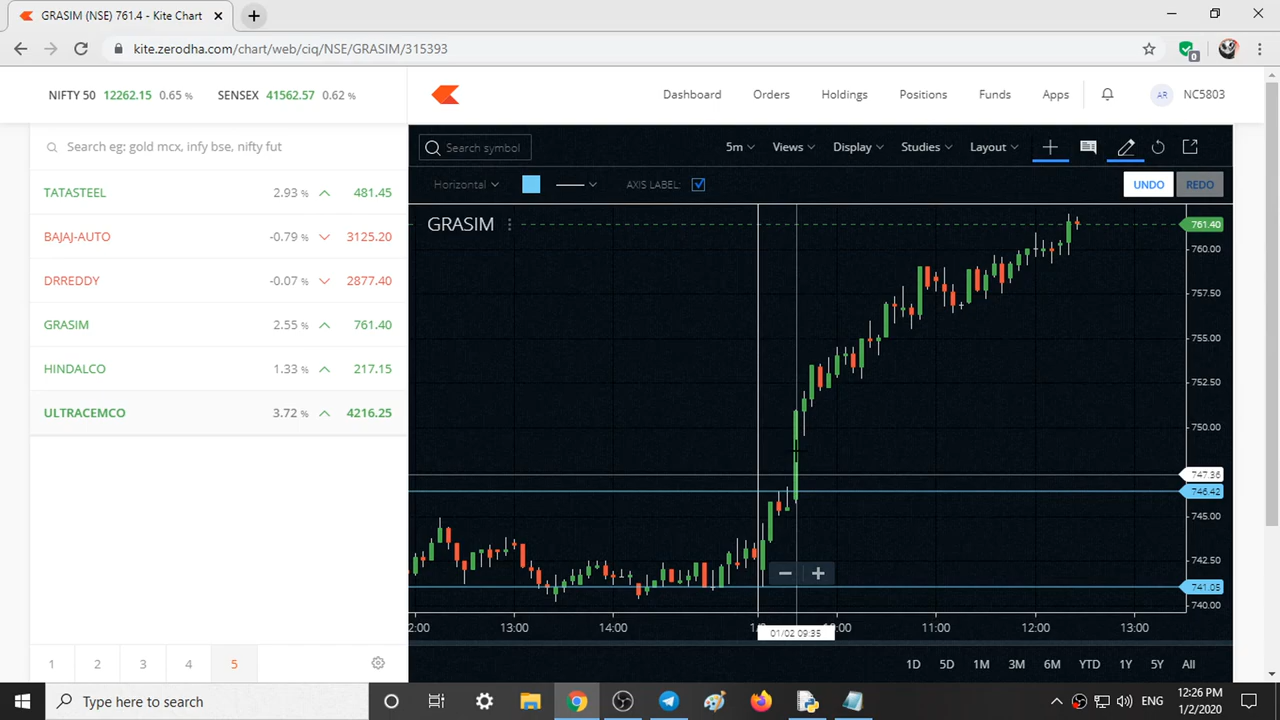 GRASIM (NSE) 761.4 - Kite Chart
kite.zerodha.com/chart/web/ciq/NSE/GRASIM/315393
0
NIFTY 50 12262.15 0.65 % SENSEX 41562.57 0.62 %
Dashboard Orders Holdings Positions Funds Apps AR NC5803
Search eg: gold mcx, infy bse, nifty fut
TATASTEEL 2.93 % 481.45
BAJAJ-AUTO -0.79 % 3125.20
DRREDDY -0.07 % 2877.40
GRASIM 2.55 % 761.40
HINDALCO 1.33 % 217.15
ULTRACEMCO 3.72 % 4216.25
1 2 3 4 5
Search symbol 5m Views Display Studies Layout
Horizontal AXIS LABEL: UNDO REDO
GRASIM
761.40
760.00
757.50
755.00
752.50
750.00
747.36
746.42
745.00
742.50
741.05
740.00
2:00 13:00 14:00 10:00 11:00 12:00 13:00
01/02 09:35
1D 5D 1M 3M 6M YTD 1Y 5Y All
Type here to search
ENG
12:26 PM
1/2/2020